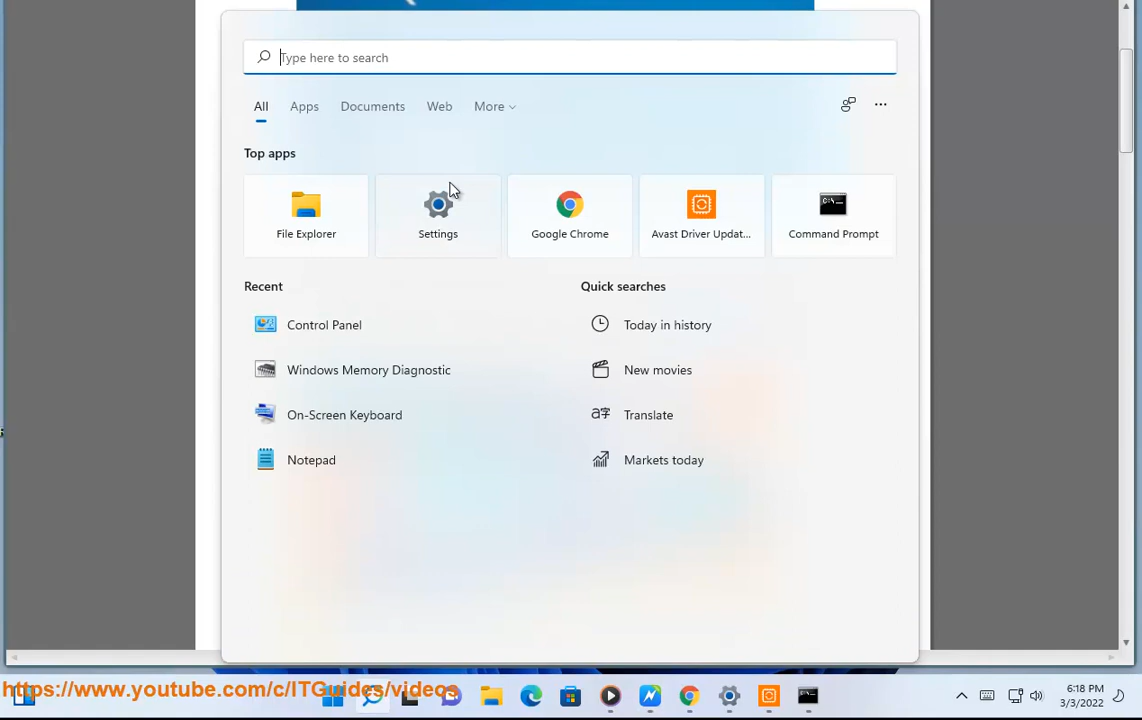 Type here to search
All Apps Documents Web More
Top apps
File Explorer Settings Google Chrome Avast Driver Updat... Command Prompt
Recent Quick searches
Control Panel Today in history
Windows Memory Diagnostic New movies
On-Screen Keyboard Translate
Notepad Markets today
https://www.youtube.com/c/ITGuides/videos
6:18 PM
3/3/2022